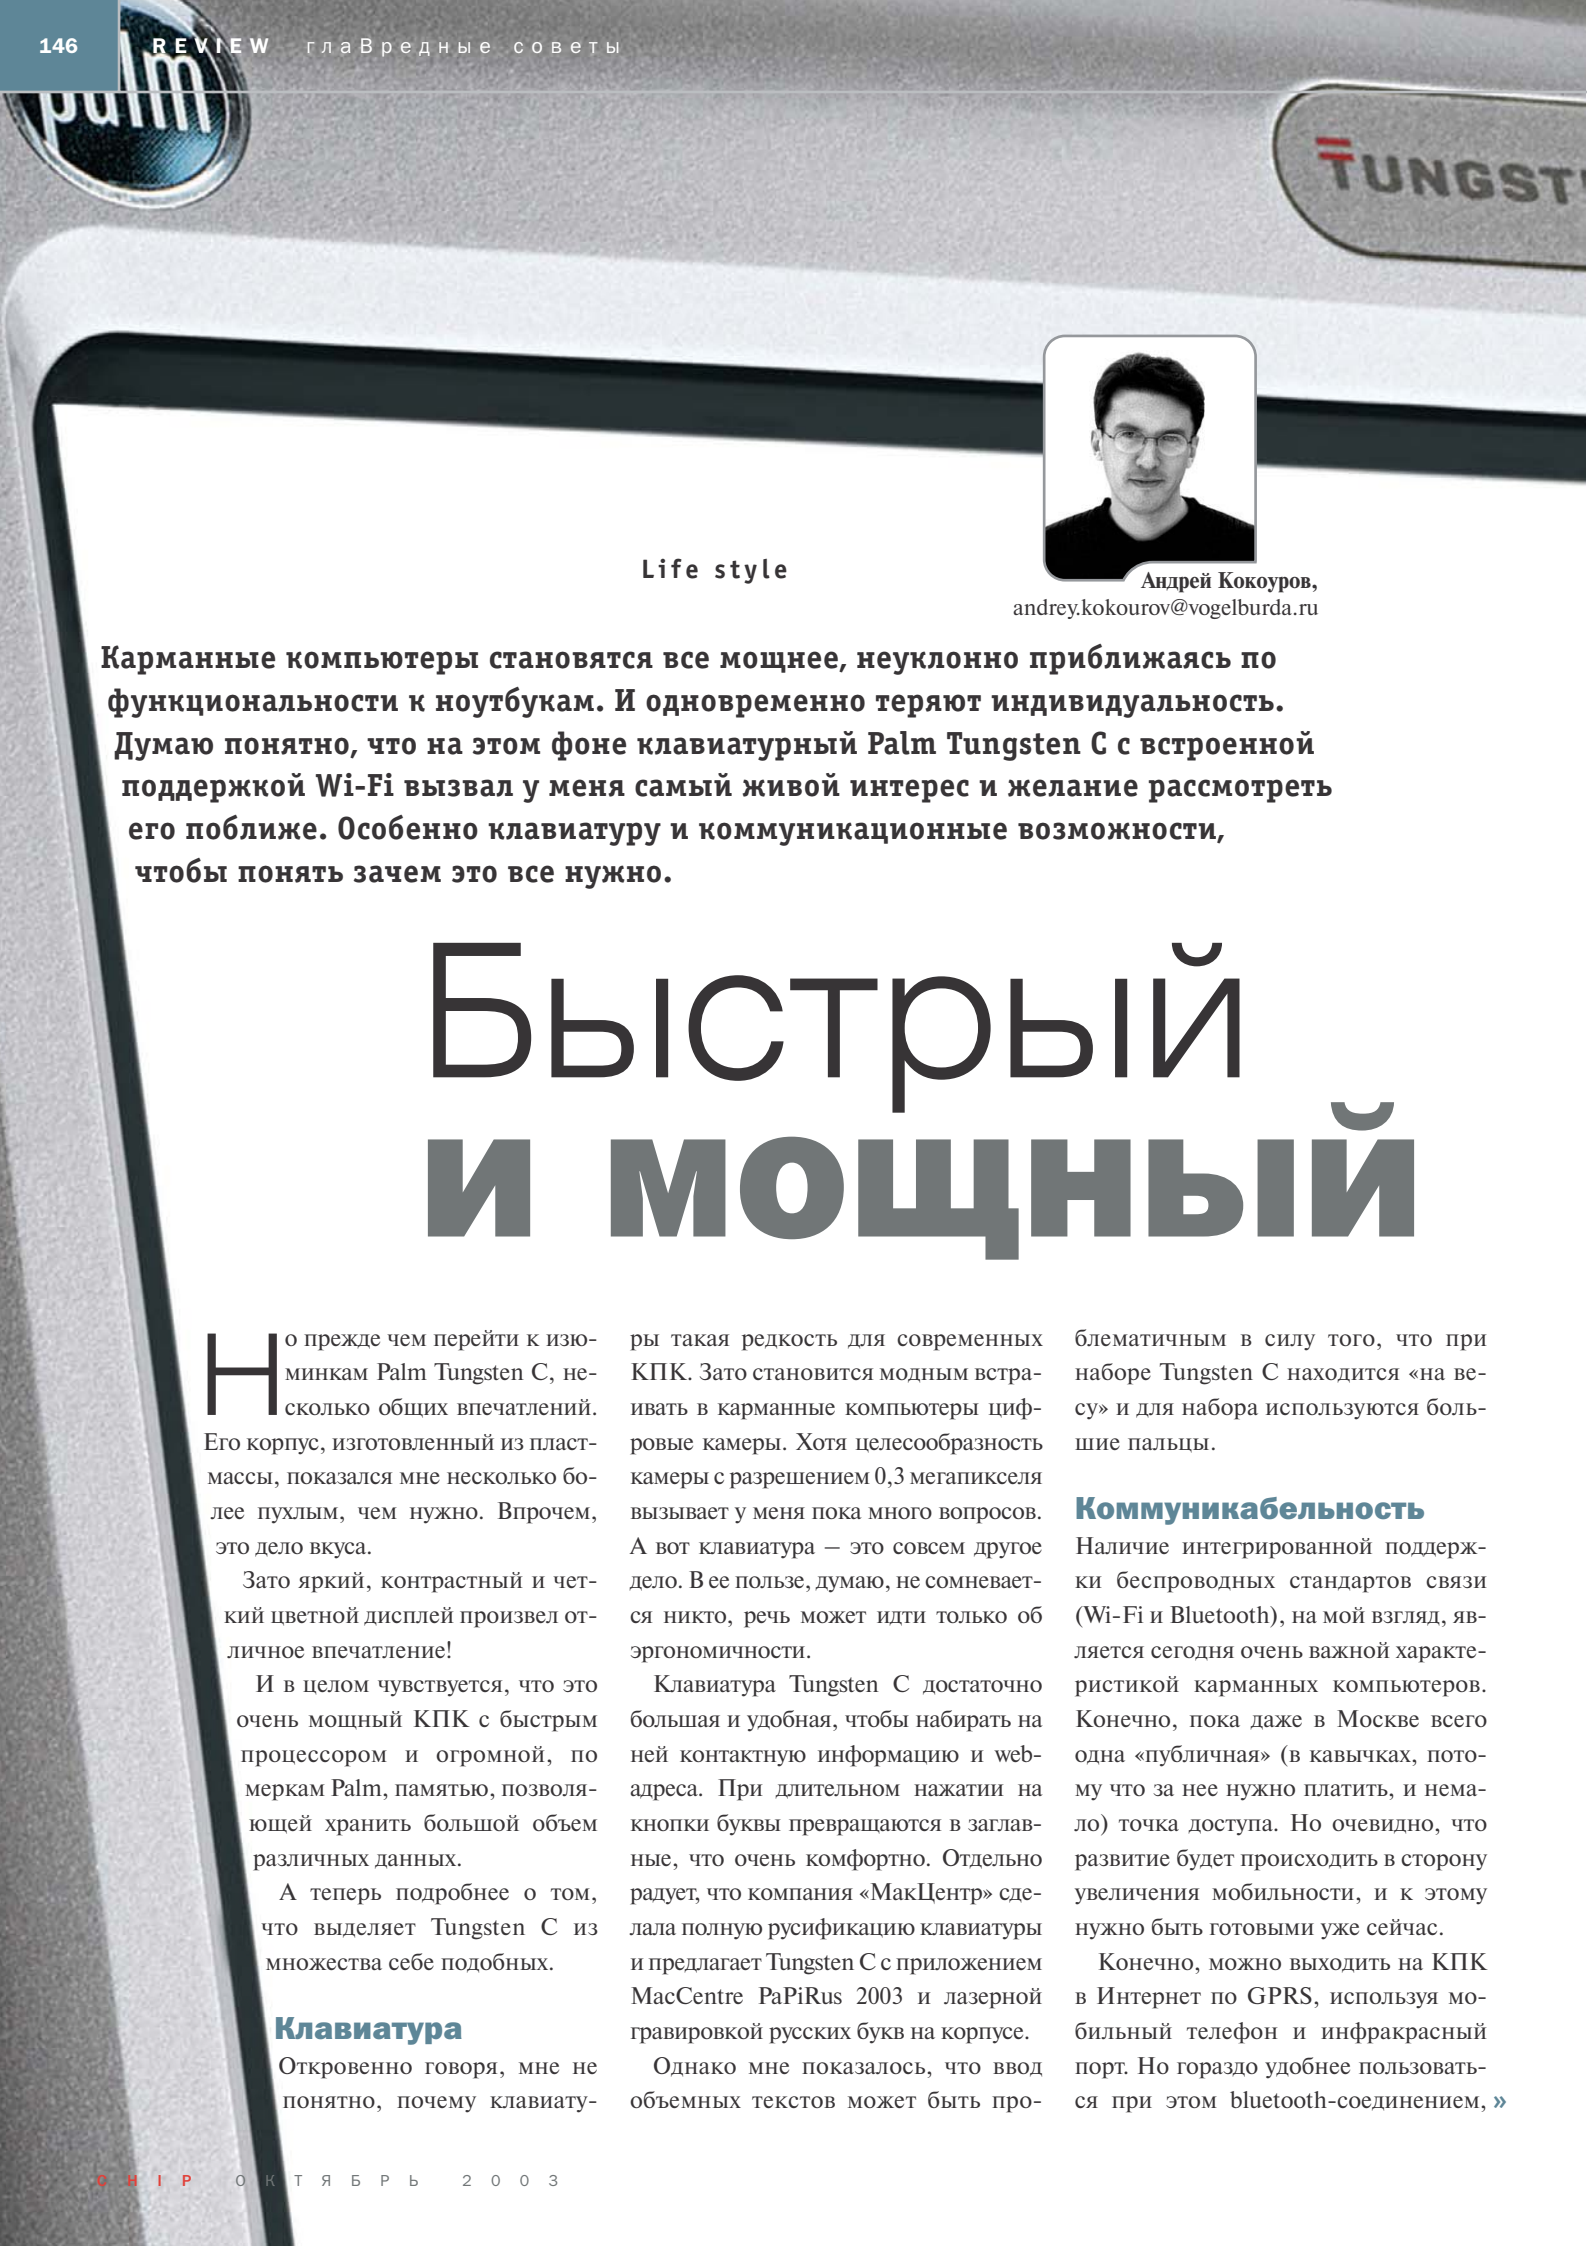 146
REVIEW глаВредные советы
palm
TUNGST
Life style
Андрей Кокоуров,
andrey.kokourov@vogelburda.ru
Карманные компьютеры становятся все мощнее, неуклонно приближаясь по
функциональности к ноутбукам. И одновременно теряют индивидуальность.
Думаю понятно, что на этом фоне клавиатурный Palm Tungsten C с встроенной
поддержкой Wi-Fi вызвал у меня самый живой интерес и желание рассмотреть
его поближе. Особенно клавиатуру и коммуникационные возможности,
чтобы понять зачем это все нужно.
Быстрый
и мощный
Но прежде чем перейти к изю-
минкам Palm Tungsten C, не-
сколько общих впечатлений.
Его корпус, изготовленный из пласт-
массы, показался мне несколько бо-
лее пухлым, чем нужно. Впрочем,
это дело вкуса.
Зато яркий, контрастный и чет-
кий цветной дисплей произвел от-
личное впечатление!
И в целом чувствуется, что это
очень мощный КПК с быстрым
процессором и огромной, по
меркам Palm, памятью, позволя-
ющей хранить большой объем
различных данных.
А теперь подробнее о том,
что выделяет Tungsten C из
множества себе подобных.
Клавиатура
Откровенно говоря, мне не
понятно, почему клавиату-
ры такая редкость для современных
КПК. Зато становится модным встра-
ивать в карманные компьютеры циф-
ровые камеры. Хотя целесообразность
камеры с разрешением 0,3 мегапикселя
вызывает у меня пока много вопросов.
А вот клавиатура — это совсем другое
дело. В ее пользе, думаю, не сомневает-
ся никто, речь может идти только об
эргономичности.
Клавиатура Tungsten C достаточно
большая и удобная, чтобы набирать на
ней контактную информацию и web-
адреса. При длительном нажатии на
кнопки буквы превращаются в заглав-
ные, что очень комфортно. Отдельно
радует, что компания «МакЦентр» сде-
лала полную русификацию клавиатуры
и предлагает Tungsten C с приложением
MacCentre PaPiRus 2003 и лазерной
гравировкой русских букв на корпусе.
Однако мне показалось, что ввод
объемных текстов может быть про-
блематичным в силу того, что при
наборе Tungsten C находится «на ве-
су» и для набора используются боль-
шие пальцы.
Коммуникабельность
Наличие интегрированной поддерж-
ки беспроводных стандартов связи
(Wi-Fi и Bluetooth), на мой взгляд, яв-
ляется сегодня очень важной характе-
ристикой карманных компьютеров.
Конечно, пока даже в Москве всего
одна «публичная» (в кавычках, пото-
му что за нее нужно платить, и нема-
ло) точка доступа. Но очевидно, что
развитие будет происходить в сторону
увеличения мобильности, и к этому
нужно быть готовыми уже сейчас.
Конечно, можно выходить на КПК
в Интернет по GPRS, используя мо-
бильный телефон и инфракрасный
порт. Но гораздо удобнее пользовать-
ся при этом bluetooth-соединением, »
CHIP ОКТЯБРЬ 2003